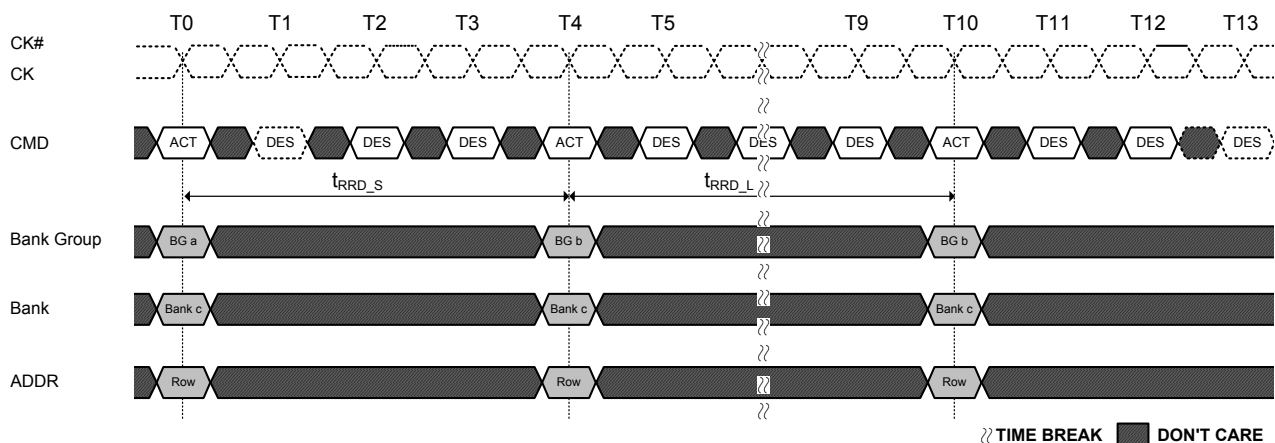 T0 T1 T2 T3 T4 T5 T9 T10 T11 T12 T13
CK#
CK
CMD ACT DES DES DES ACT DES DES DES ACT DES DES DES
tRRD_S tRRD_L
Bank Group BG a BG b BG b
Bank Bank c Bank c Bank c
ADDR Row Row Row
TIME BREAK DON'T CARE